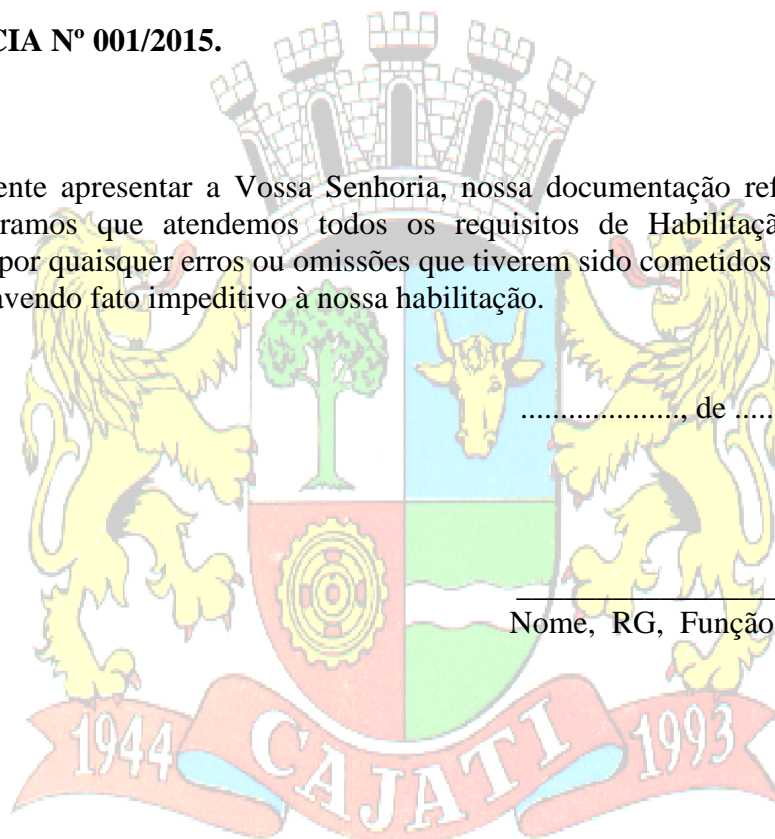 CIA Nº 001/2015.
ente apresentar a Vossa Senhoria, nossa documentação ref
ramos que atendemos todos os requisitos de Habilitaçã
por quaisquer erros ou omissões que tiverem sido cometidos
avendo fato impeditivo à nossa habilitação.
...................., de .....
Nome, RG, Função
1944 CAJATI 1993